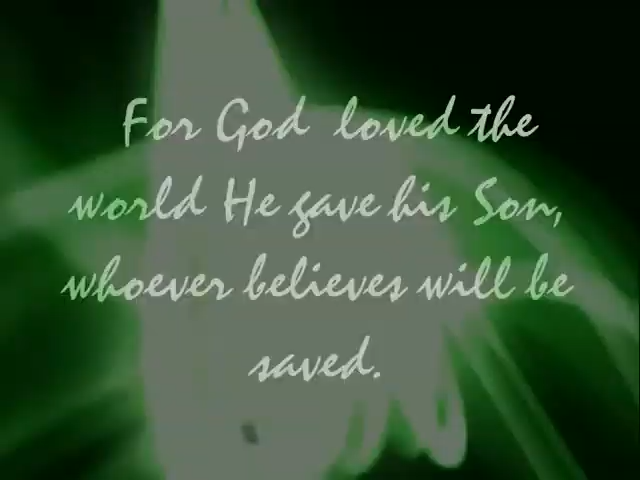 For God loved the
world He gave his Son,
whoever believes will be
saved.